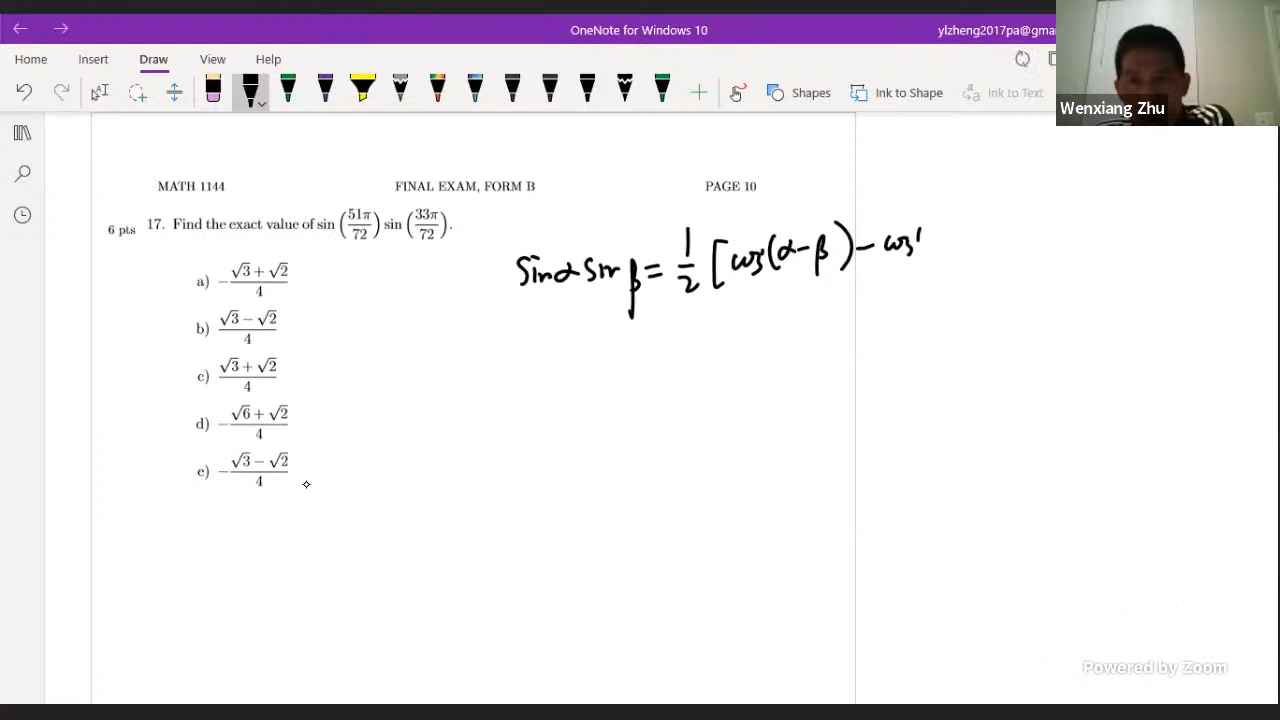 OneNote for Windows 10
ylzheng2017pa@gma
Home Insert Draw View Help
Shapes Ink to Shape Ink to Text
Wenxiang Zhu
MATH 1144 FINAL EXAM, FORM B PAGE 10
6 pts 17. Find the exact value of sin (51π/72) sin (33π/72).
a) −(√3 + √2)/4
b) (√3 − √2)/4
c) (√3 + √2)/4
d) −(√6 + √2)/4
e) −(√3 − √2)/4
sinα sin β = 1/2 [cos(α−β) − cos(
Powered by Zoom